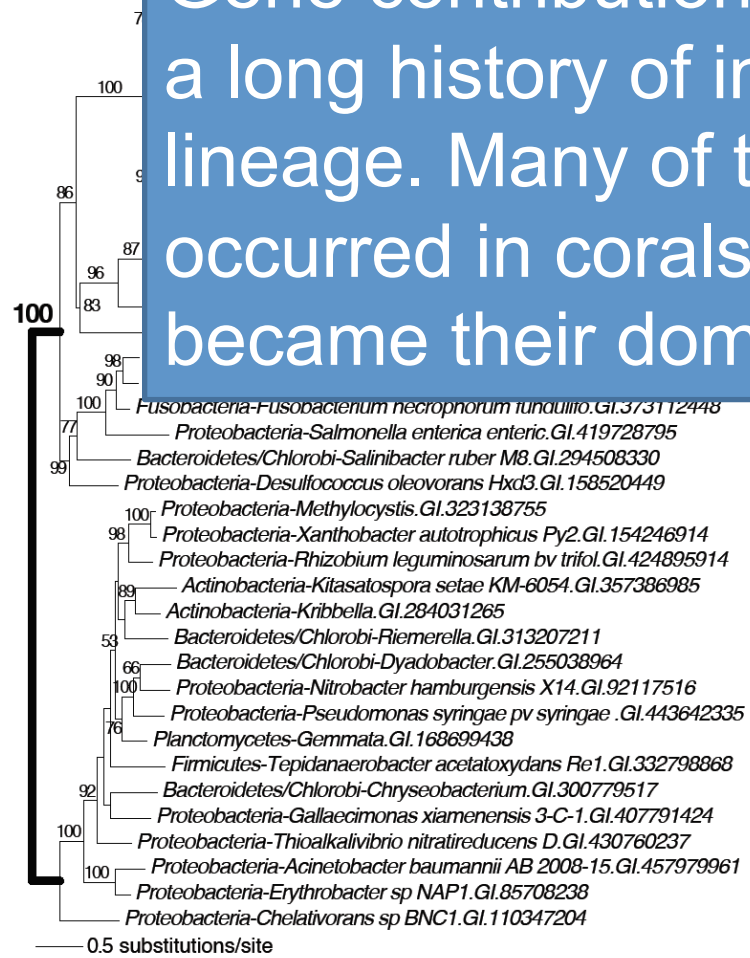 7
Gene contribution
a long history of in
lineage. Many of t
occurred in corals
became their dom
100
86
9
87
96
83
100
98
90
Fusobacteria-Fusobacterium necrophorum fundulifo.GI.373112448
100
Proteobacteria-Salmonella enterica enteric.GI.419728795
77
Bacteroidetes/Chlorobi-Salinibacter ruber M8.GI.294508330
99
Proteobacteria-Desulfococcus oleovorans Hxd3.GI.158520449
Proteobacteria-Methylocystis.GI.323138755
100
98
Proteobacteria-Xanthobacter autotrophicus Py2.GI.154246914
Proteobacteria-Rhizobium leguminosarum bv trifol.GI.424895914
Actinobacteria-Kitasatospora setae KM-6054.GI.357386985
89
Actinobacteria-Kribbella.GI.284031265
53
Bacteroidetes/Chlorobi-Riemerella.GI.313207211
66
Bacteroidetes/Chlorobi-Dyadobacter.GI.255038964
100
Proteobacteria-Nitrobacter hamburgensis X14.GI.92117516
Proteobacteria-Pseudomonas syringae pv syringae .GI.443642335
76
Planctomycetes-Gemmata.GI.168699438
Firmicutes-Tepidanaerobacter acetatoxydans Re1.GI.332798868
92
Bacteroidetes/Chlorobi-Chryseobacterium.GI.300779517
Proteobacteria-Gallaecimonas xiamenensis 3-C-1.GI.407791424
100
Proteobacteria-Thioalkalivibrio nitratireducens D.GI.430760237
Proteobacteria-Acinetobacter baumannii AB 2008-15.GI.457979961
100
Proteobacteria-Erythrobacter sp NAP1.GI.85708238
Proteobacteria-Chelativorans sp BNC1.GI.110347204
0.5 substitutions/site